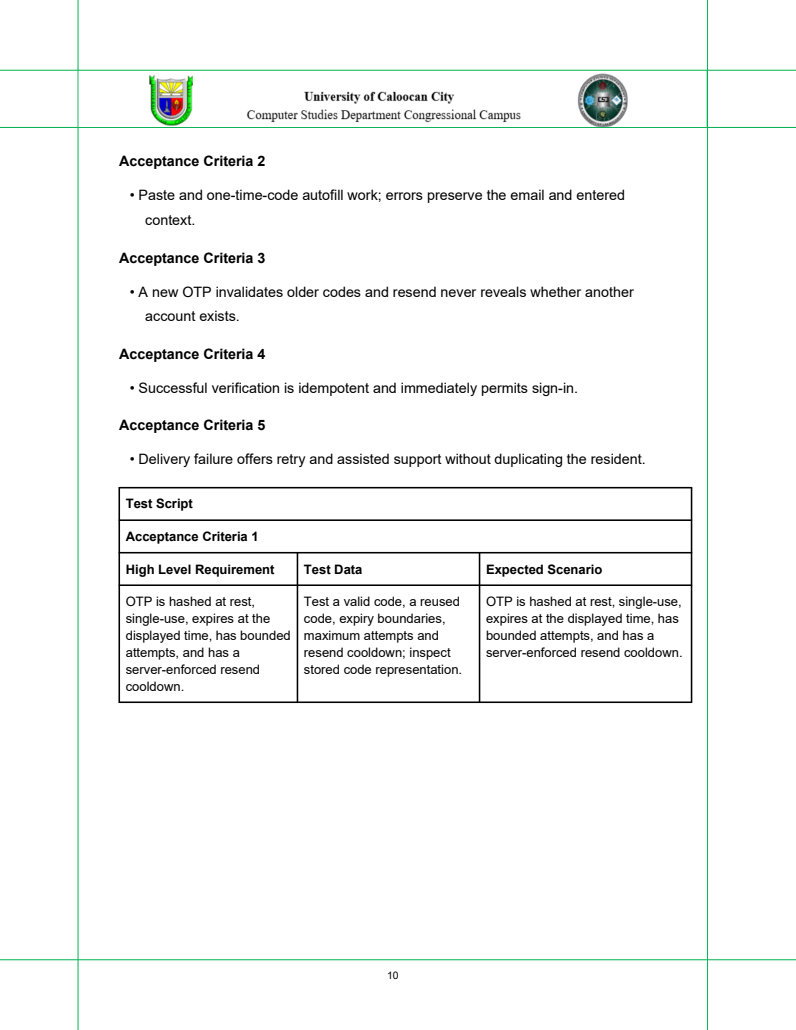 University of Caloocan City
Computer Studies Department Congressional Campus
Acceptance Criteria 2
• Paste and one-time-code autofill work; errors preserve the email and entered
context.
Acceptance Criteria 3
• A new OTP invalidates older codes and resend never reveals whether another
account exists.
Acceptance Criteria 4
• Successful verification is idempotent and immediately permits sign-in.
Acceptance Criteria 5
• Delivery failure offers retry and assisted support without duplicating the resident.
Test Script
Acceptance Criteria 1
High Level Requirement
Test Data
Expected Scenario
OTP is hashed at rest,
single-use, expires at the
displayed time, has bounded
attempts, and has a
server-enforced resend
cooldown.
Test a valid code, a reused
code, expiry boundaries,
maximum attempts and
resend cooldown; inspect
stored code representation.
OTP is hashed at rest, single-use,
expires at the displayed time, has
bounded attempts, and has a
server-enforced resend cooldown.
10